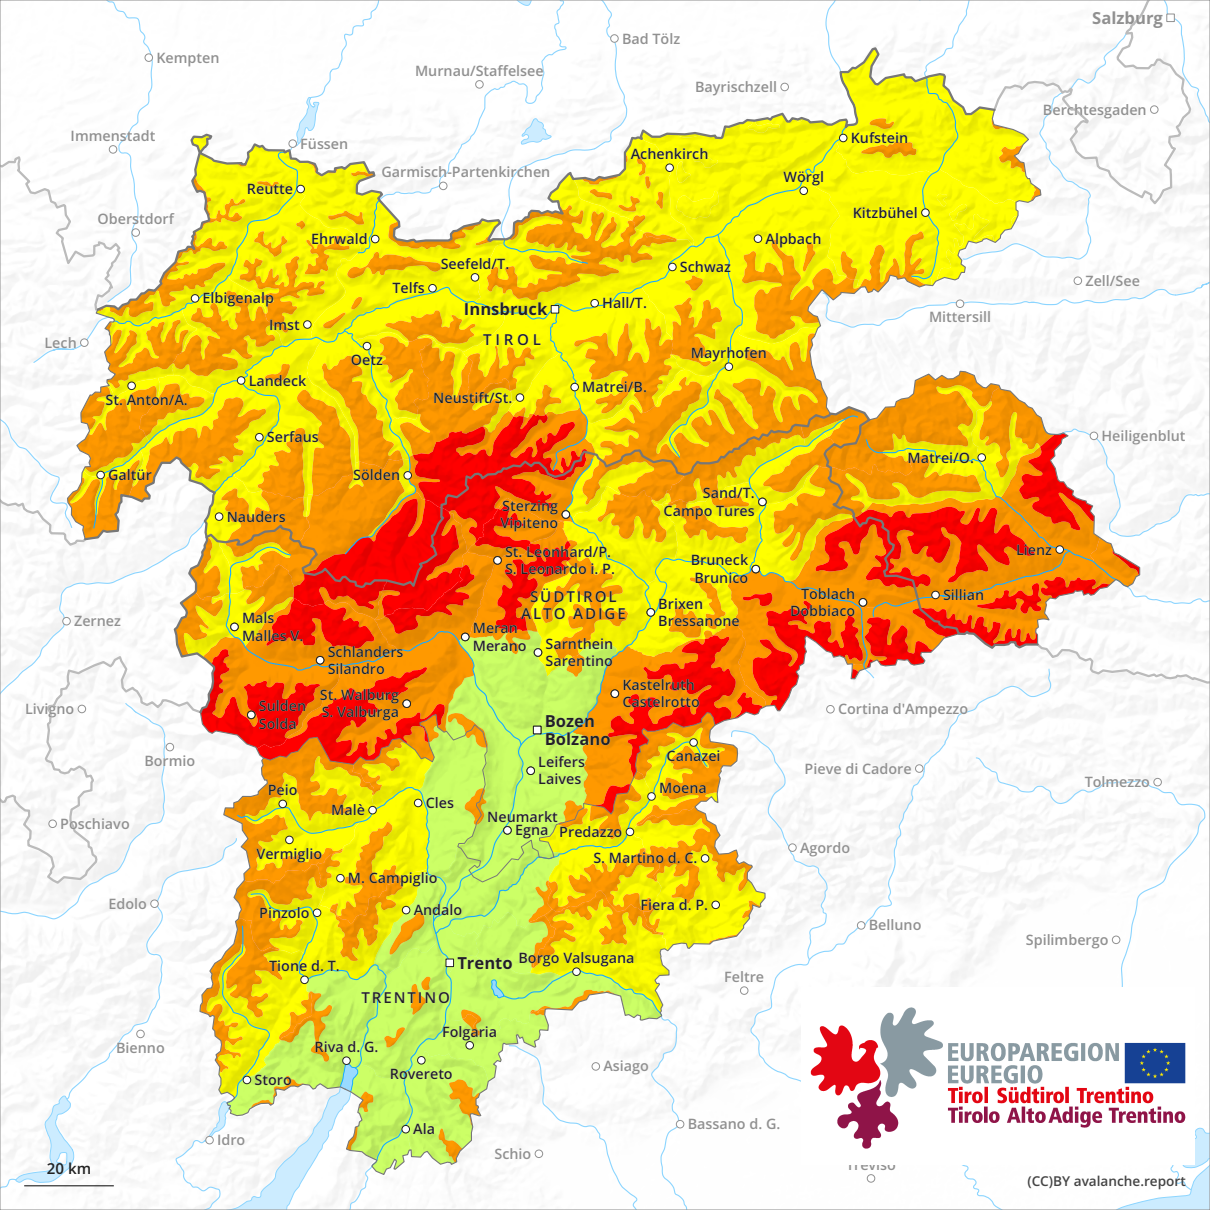 Salzburg
Bad Tölz
Kempten
Murnau/Staffelsee
Bayrischzell
Berchtesgaden
Immenstadt
Füssen
Kufstein
Achenkirch
Garmisch-Partenkirchen
Wörgl
Reutte
Oberstdorf
Kitzbühel
Ehrwald
Alpbach
Seefeld/T.
Schwaz
Zell/See
Telfs
Elbigenalp
Hall/T.
Innsbruck
Mittersill
Imst
TIROL
Lech
Oetz
Mayrhofen
Landeck
Matrei/B.
St. Anton/A.
Neustift/St.
Serfaus
Heiligenblut
Matrei/O.
Galtür
Sölden
Sand/T.
Campo Tures
Sterzing
Vipiteno
Nauders
St. Leonhard/P.
S. Leonardo i. P.
Lienz
Bruneck
Brunico
SÜDTIROL
ALTO ADIGE
Toblach
Dobbiaco
Sillian
Brixen
Bressanone
Zernez
Mals
Malles V.
Meran
Merano
Sarnthein
Sarentino
Schlanders
Silandro
Kastelruth
Castelrotto
St. Walburg
S. Valburga
Sulden
Solda
Livigno
Cortina d'Ampezzo
Bozen
Bolzano
Bormio
Canazei
Leifers
Laives
Pieve di Cadore
Tolmezzo
Peio
Moena
Malè
Cles
Neumarkt
Egna
Predazzo
Poschiavo
Vermiglio
Agordo
S. Martino d. C.
M. Campiglio
Edolo
Pinzolo
Andalo
Fiera d. P.
Belluno
Spilimbergo
Borgo Valsugana
Trento
Tione d. T.
Feltre
TRENTINO
Folgaria
Bienno
Riva d. G.
Rovereto
Asiago
Storo
EUROPAREGION
EUREGIO
Tirol Südtirol Trentino
Tirolo Alto Adige Trentino
Ala
Bassano d. G.
Idro
Schio
Treviso
20 km
(CC)BY avalanche.report